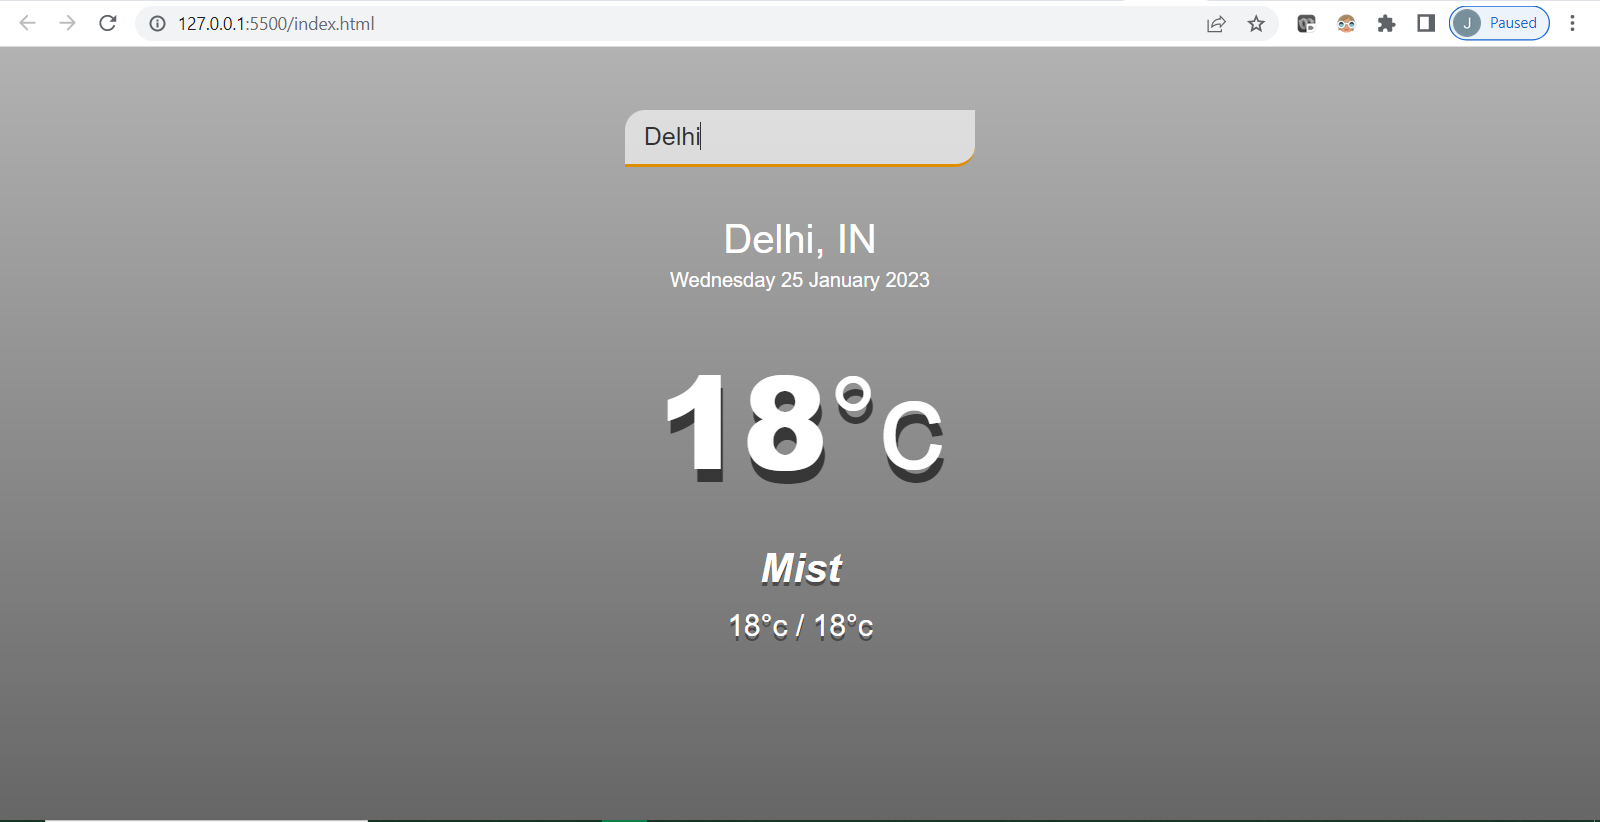 127.0.0.1:5500/index.html
J Paused
Delhi
Delhi, IN
Wednesday 25 January 2023
18°c
Mist
18°c / 18°c